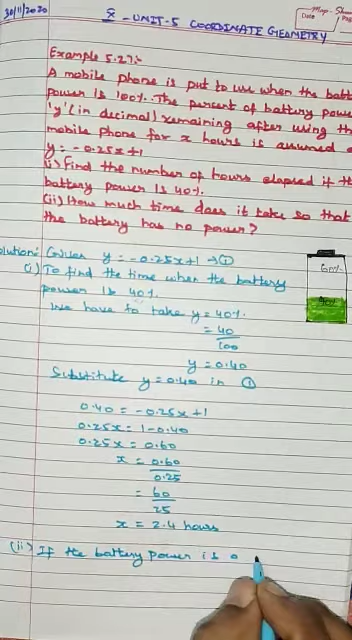 30/11/2020
X - UNIT-5 COORDINATE GEOMETRY
Date
Example 5.27:-
A mobile phone is put to use when the batt
power is 100%. The percent of battery powe
'y' (in decimal) remaining after using the
mobile phone for x hours is assumed a
y = -0.25x+1
(i) Find the number of hours elapsed if th
battery power is 40%.
(ii) How much time does it take so that
the battery has no power?
olution: Given y = -0.25x+1 → ①
(i) To find the time when the battery
power is 40%.
We have to take y = 40%.
= 40
100
y = 0.40
Substitute y = 0.40 in ①
0.40 = -0.25x+1
0.25x = 1-0.40
0.25x = 0.60
x = 0.60
0.25
= 60
25
x = 2.4 hours
(ii) If the battery power is 0
60%
40%